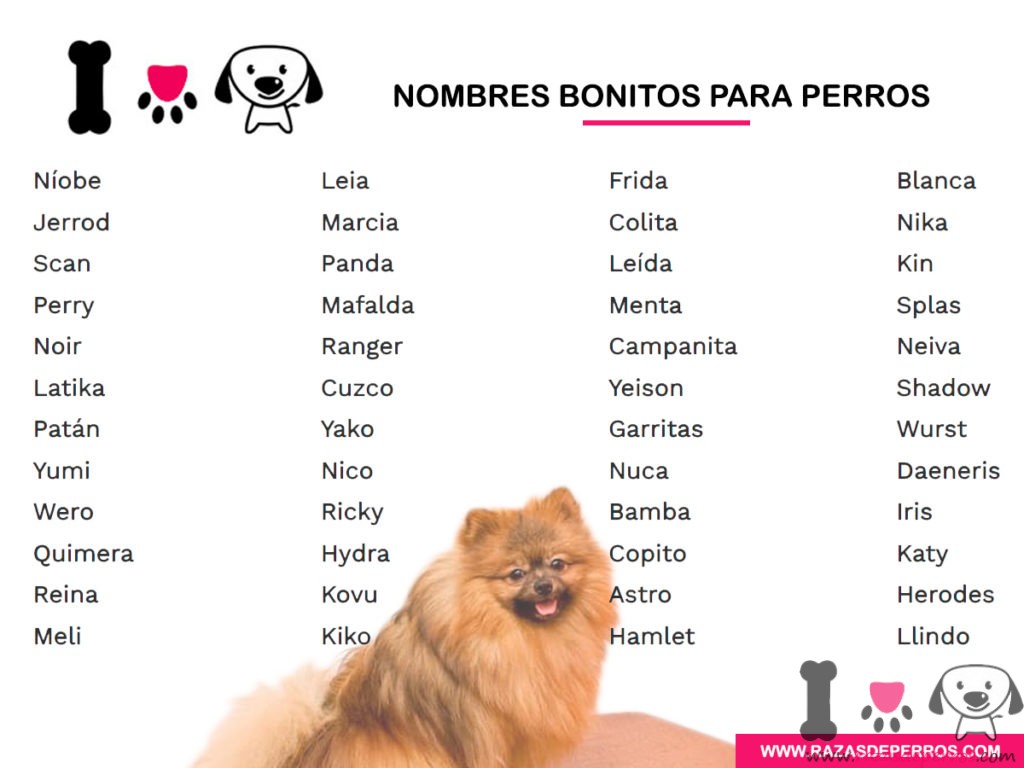 NOMBRES BONITOS PARA PERROS
Níobe
Jerrod
Scan
Perry
Noir
Latika
Patán
Yumi
Wero
Quimera
Reina
Meli
Leia
Marcia
Panda
Mafalda
Ranger
Cuzco
Yako
Nico
Ricky
Hydra
Kovu
Kiko
Frida
Colita
Leída
Menta
Campanita
Yeison
Garritas
Nuca
Bamba
Copito
Astro
Hamlet
Blanca
Nika
Kin
Splas
Neiva
Shadow
Wurst
Daeneris
Iris
Katy
Herodes
Llindo
WWW.RAZASDEPERROS.COM